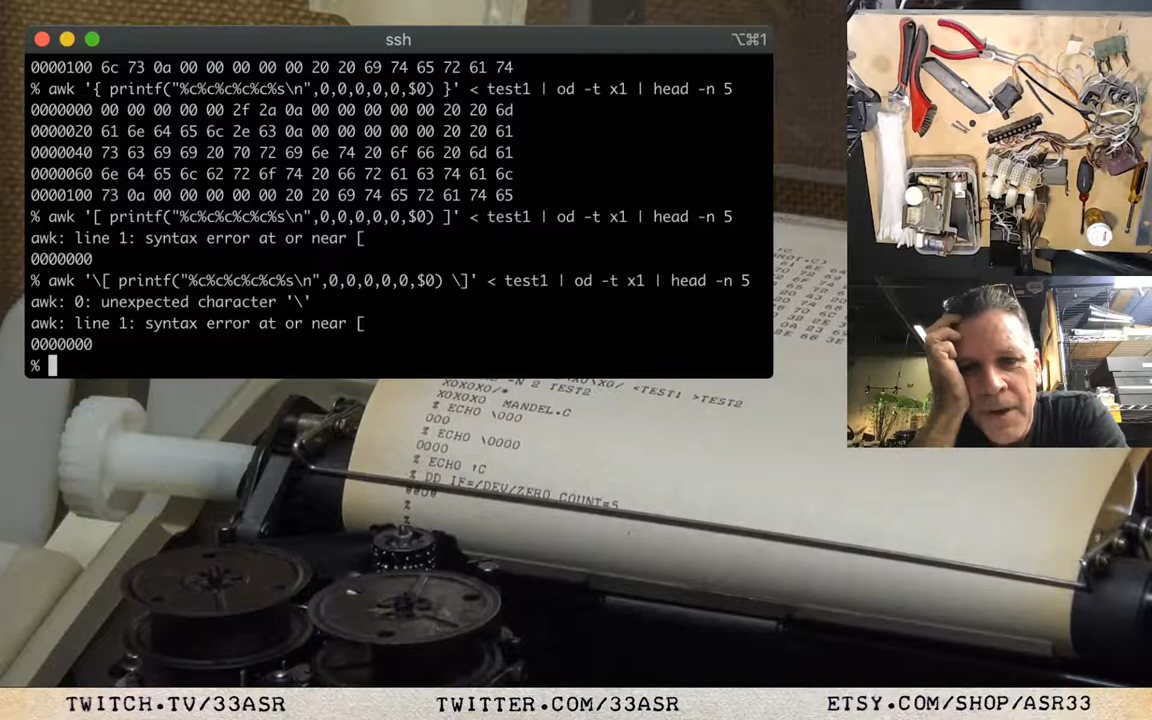 ssh
⌥⌘1
0000100 6c 73 0a 00 00 00 00 00 20 20 69 74 65 72 61 74
% awk '{ printf("%c%c%c%c%c%s\n",0,0,0,0,0,$0) }' < test1 | od -t x1 | head -n 5
0000000 00 00 00 00 00 2f 2a 0a 00 00 00 00 00 20 20 6d
0000020 61 6e 64 65 6c 2e 63 0a 00 00 00 00 00 20 20 61
0000040 73 63 69 69 20 70 72 69 6e 74 20 6f 66 20 6d 61
0000060 6e 64 65 6c 62 72 6f 74 20 66 72 61 63 74 61 6c
0000100 73 0a 00 00 00 00 00 20 20 69 74 65 72 61 74 65
% awk '[ printf("%c%c%c%c%c%s\n",0,0,0,0,0,$0) ]' < test1 | od -t x1 | head -n 5
awk: line 1: syntax error at or near [
0000000
% awk '\[ printf("%c%c%c%c%c%s\n",0,0,0,0,0,$0) \]' < test1 | od -t x1 | head -n 5
awk: 0: unexpected character '\'
awk: line 1: syntax error at or near [
0000000
%
-N 2 TEST2
<TEST1 >TEST2
XOXOXO/*
XOXOXO MANDEL.C
% ECHO \000
000
% ECHO \0000
0000
% ECHO ↑C
% DD IF=/DEV/ZERO COUNT=5
%
%
TWITCH.TV/33ASR
TWITTER.COM/33ASR
ETSY.COM/SHOP/ASR33